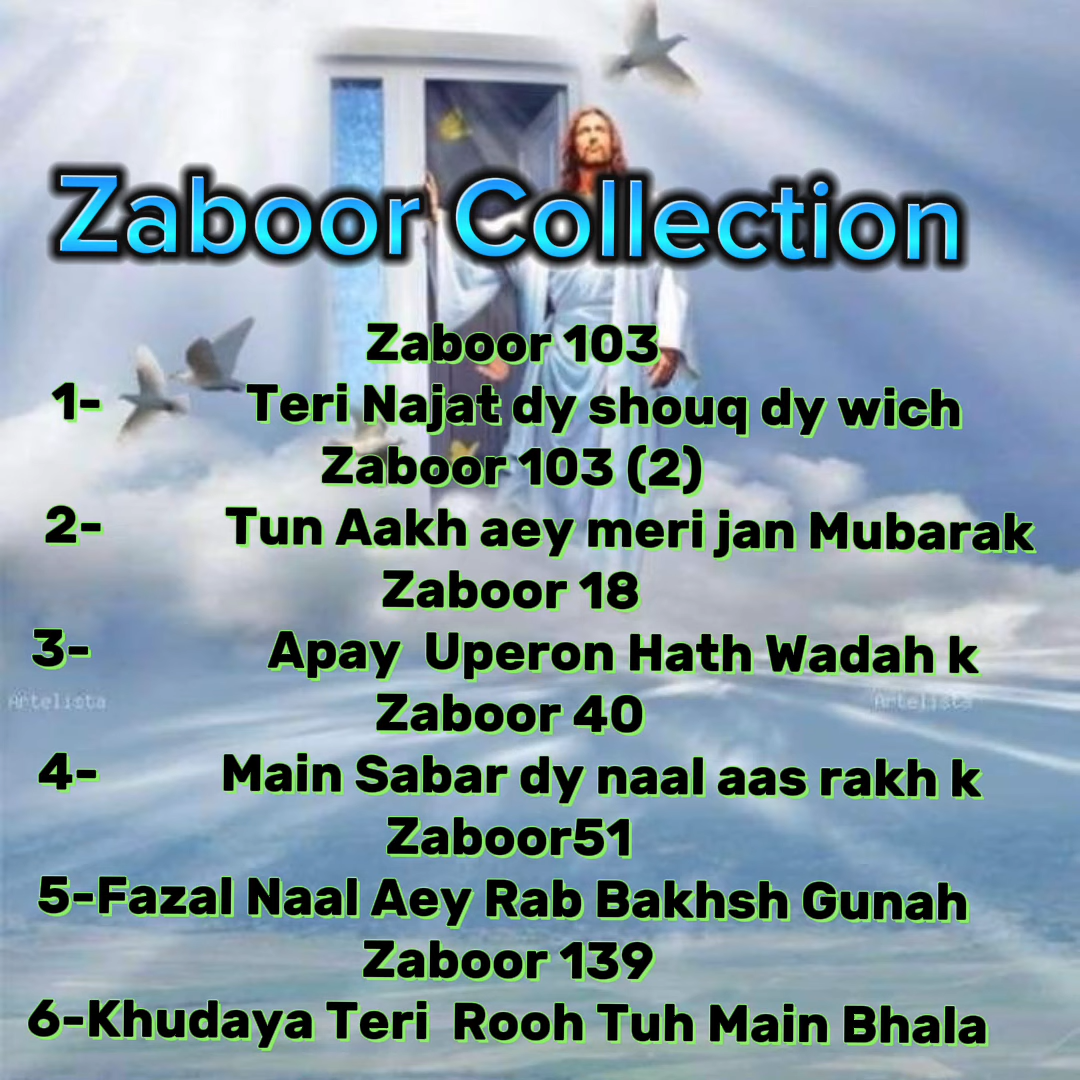 Zaboor Collection
Zaboor 103
1- Teri Najat dy shouq dy wich
Zaboor 103 (2)
2- Tun Aakh aey meri jan Mubarak
Zaboor 18
3- Apay Uperon Hath Wadah k
Zaboor 40
Artelista Artelista
4- Main Sabar dy naal aas rakh k
Zaboor51
5-Fazal Naal Aey Rab Bakhsh Gunah
Zaboor 139
6-Khudaya Teri Rooh Tuh Main Bhala